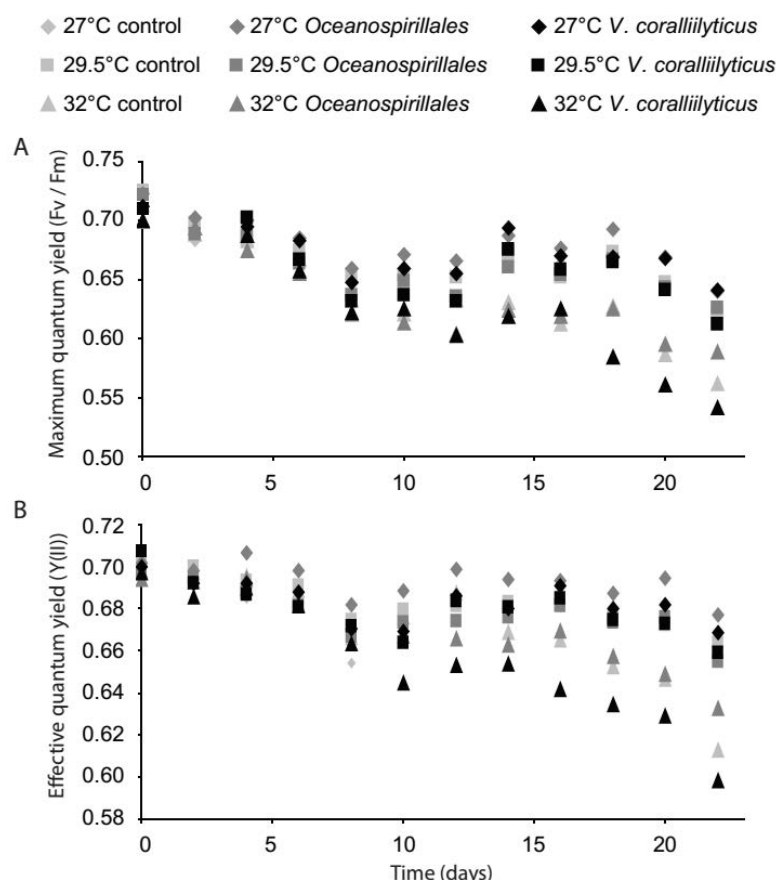 27°C control 27°C Oceanospirillales 27°C V. coralliilyticus
29.5°C control 29.5°C Oceanospirillales 29.5°C V. coralliilyticus
32°C control 32°C Oceanospirillales 32°C V. coralliilyticus
A
Maximum quantum yield (Fv / Fm)
0.75
0.70
0.65
0.60
0.55
0.50
0 5 10 15 20
B
Effective quantum yield (Y(II))
0.72
0.70
0.68
0.66
0.64
0.62
0.60
0.58
0 5 10 15 20
Time (days)